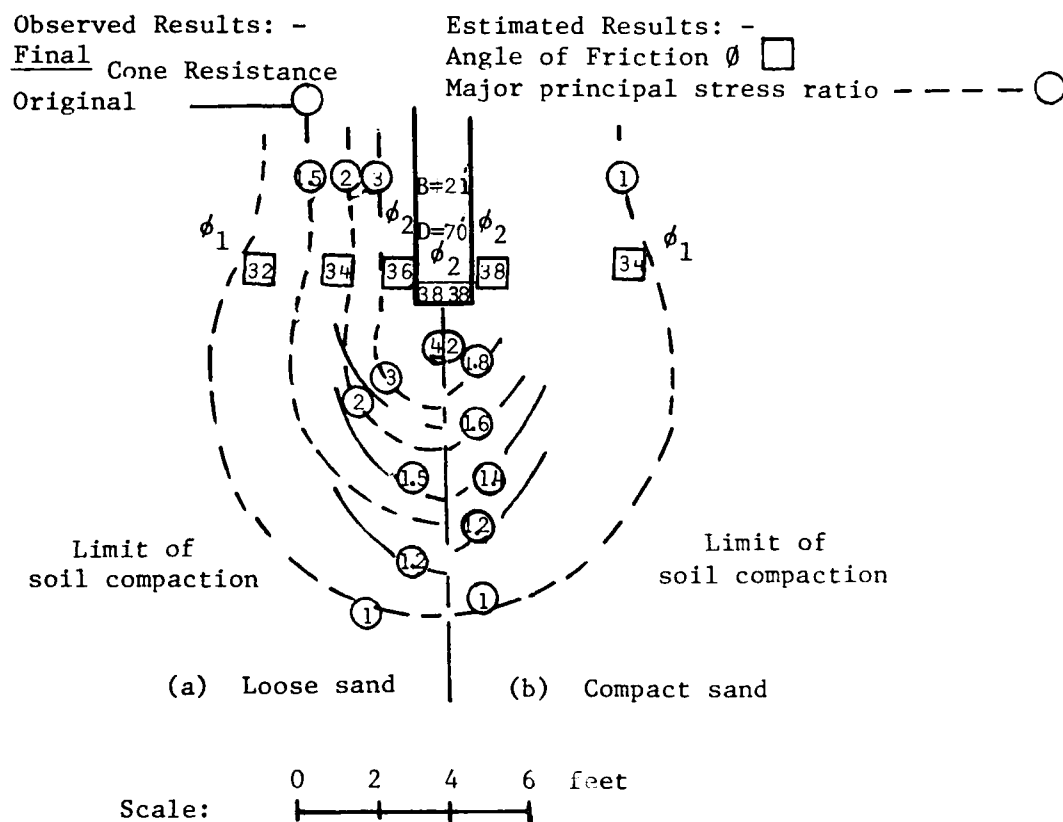 Observed Results: -
Final Cone Resistance
Original
Estimated Results: -
Angle of Friction Ø
Major principal stress ratio
1.5 2 3
B=21
1
ϕ2 D=70 ϕ2
ϕ1 ϕ2 ϕ1
32 34 36 38 34
38 38
42
1.8
3
2
1.6
1.5 1.4
1.2
1.2
1 1
Limit of
soil compaction
Limit of
soil compaction
(a) Loose sand (b) Compact sand
0 2 4 6 feet
Scale: